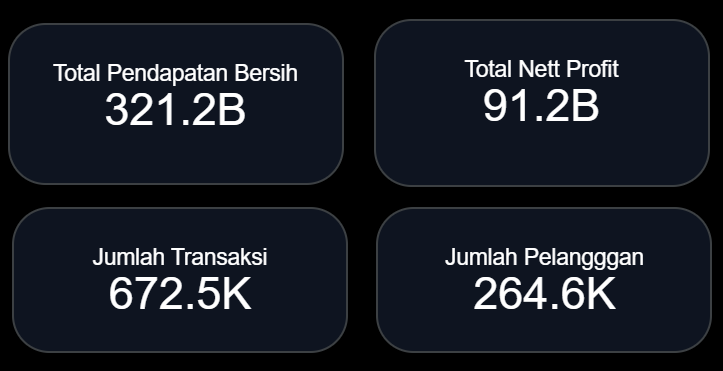 Total Pendapatan Bersih
321.2B
Total Nett Profit
91.2B
Jumlah Transaksi
672.5K
Jumlah Pelangggan
264.6K